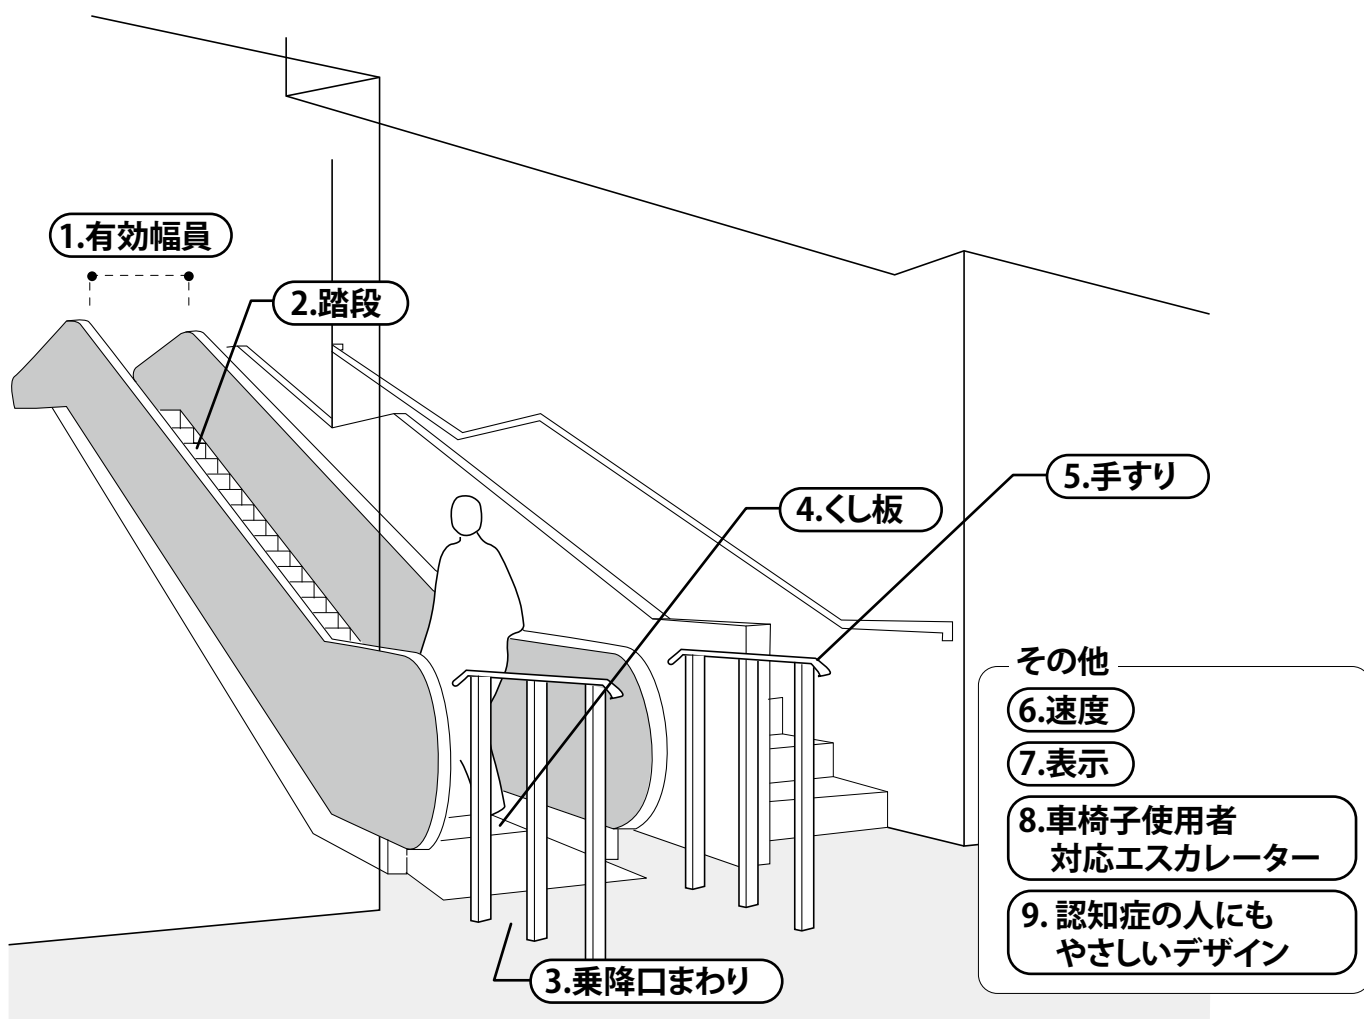 1.有効幅員
2.踏段
5.手すり
4.くし板
その他
6.速度
7.表示
8.車椅子使用者
対応エスカレーター
9. 認知症の人にも
やさしいデザイン
3.乗降口まわり